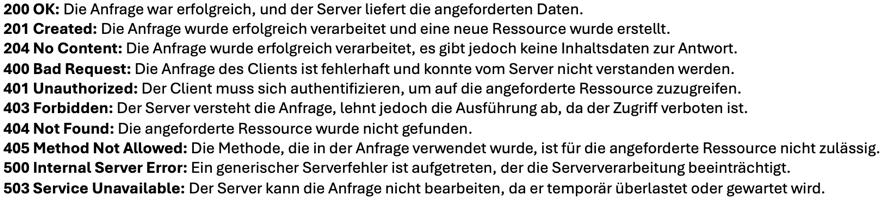 200 OK: Die Anfrage war erfolgreich, und der Server liefert die angeforderten Daten.
201 Created: Die Anfrage wurde erfolgreich verarbeitet und eine neue Ressource wurde erstellt.
204 No Content: Die Anfrage wurde erfolgreich verarbeitet, es gibt jedoch keine Inhaltsdaten zur Antwort.
400 Bad Request: Die Anfrage des Clients ist fehlerhaft und konnte vom Server nicht verstanden werden.
401 Unauthorized: Der Client muss sich authentifizieren, um auf die angeforderte Ressource zuzugreifen.
403 Forbidden: Der Server versteht die Anfrage, lehnt jedoch die Ausführung ab, da der Zugriff verboten ist.
404 Not Found: Die angeforderte Ressource wurde nicht gefunden.
405 Method Not Allowed: Die Methode, die in der Anfrage verwendet wurde, ist für die angeforderte Ressource nicht zulässig.
500 Internal Server Error: Ein generischer Serverfehler ist aufgetreten, der die Serververarbeitung beeinträchtigt.
503 Service Unavailable: Der Server kann die Anfrage nicht bearbeiten, da er temporär überlastet oder gewartet wird.